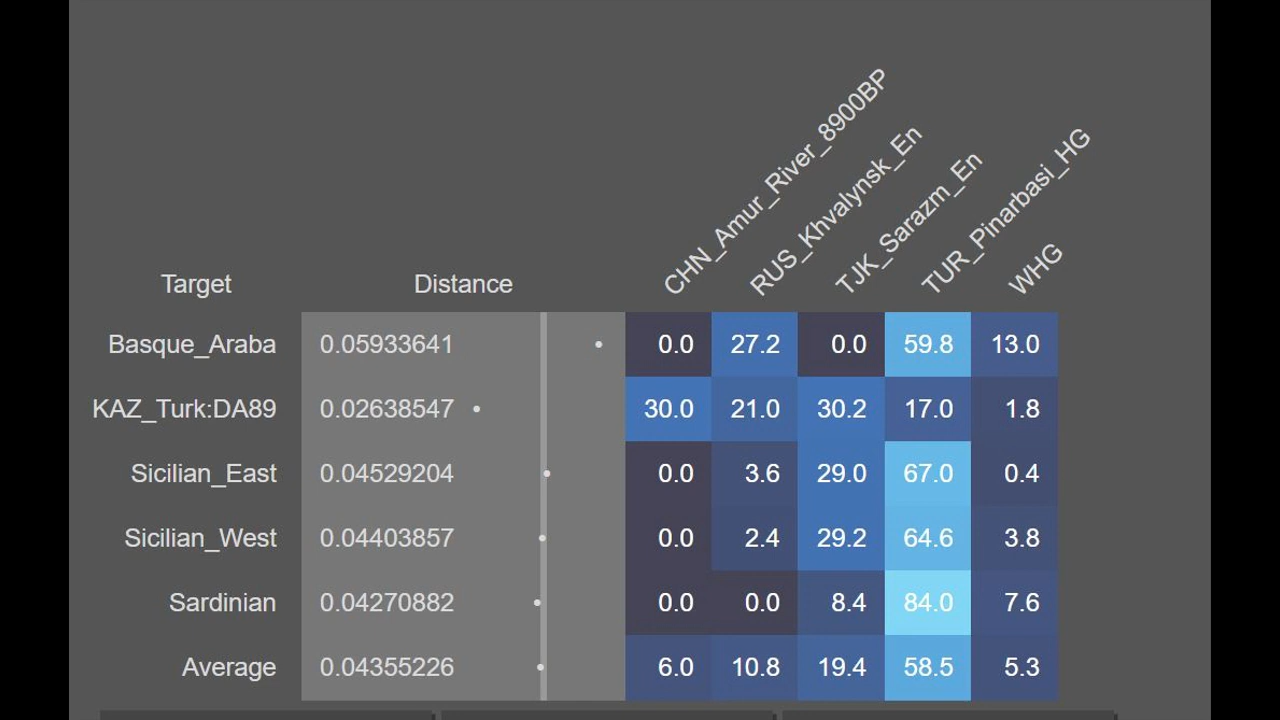 CHN_Amur_River_8900BP
RUS_Khvalynsk_En
TJK_Sarazm_En
TUR_Pinarbasi_HG
WHG
Target Distance
Basque_Araba 0.05933641 0.0 27.2 0.0 59.8 13.0
KAZ_Turk:DA89 0.02638547 30.0 21.0 30.2 17.0 1.8
Sicilian_East 0.04529204 0.0 3.6 29.0 67.0 0.4
Sicilian_West 0.04403857 0.0 2.4 29.2 64.6 3.8
Sardinian 0.04270882 0.0 0.0 8.4 84.0 7.6
Average 0.04355226 6.0 10.8 19.4 58.5 5.3